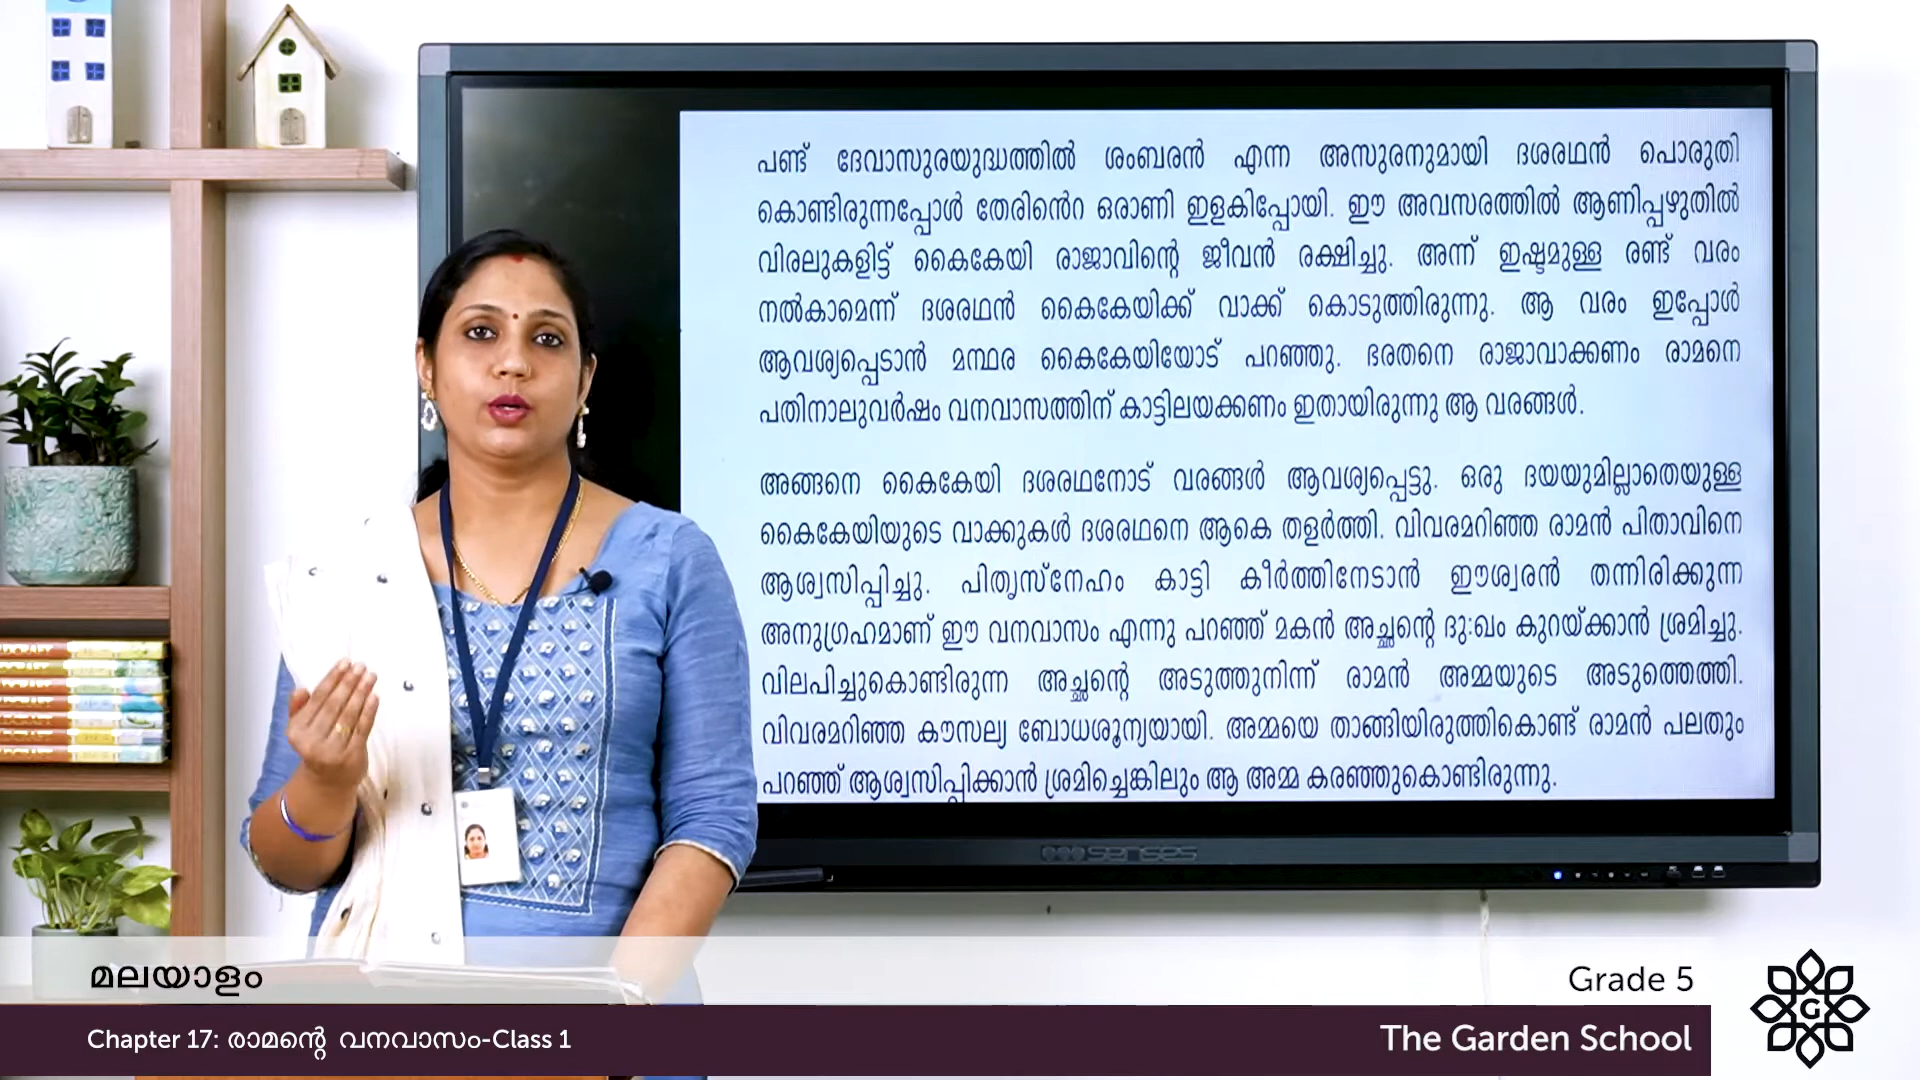 പണ്ട് ദേവാസുരയുദ്ധത്തിൽ ശംബരൻ എന്ന അസുരനുമായി ദശരഥൻ പൊരുതി
കൊണ്ടിരുന്നപ്പോൾ തേരിൻെറ ഒരാണി ഇളകിപ്പോയി. ഈ അവസരത്തിൽ ആണിപ്പഴുതിൽ
വിരലുകളിട്ട് കൈകേയി രാജാവിന്റെ ജീവൻ രക്ഷിച്ചു. അന്ന് ഇഷ്ടമുള്ള രണ്ട് വരം
നൽകാമെന്ന് ദശരഥൻ കൈകേയിക്ക് വാക്ക് കൊടുത്തിരുന്നു. ആ വരം ഇപ്പോൾ
ആവശ്യപ്പെടാൻ മന്ഥര കൈകേയിയോട് പറഞ്ഞു. ഭരതനെ രാജാവാക്കണം രാമനെ
പതിനാലുവർഷം വനവാസത്തിന് കാട്ടിലയക്കണം ഇതായിരുന്നു ആ വരങ്ങൾ.
അങ്ങനെ കൈകേയി ദശരഥനോട് വരങ്ങൾ ആവശ്യപ്പെട്ടു. ഒരു ദയയുമില്ലാതെയുള്ള
കൈകേയിയുടെ വാക്കുകൾ ദശരഥനെ ആകെ തളർത്തി. വിവരമറിഞ്ഞ രാമൻ പിതാവിനെ
ആശ്വസിപ്പിച്ചു. പിതൃസ്നേഹം കാട്ടി കീർത്തിനേടാൻ ഈശ്വരൻ തന്നിരിക്കുന്ന
അനുഗ്രഹമാണ് ഈ വനവാസം എന്നു പറഞ്ഞ് മകൻ അച്ഛന്റെ ദു:ഖം കുറയ്ക്കാൻ ശ്രമിച്ചു.
വിലപിച്ചുകൊണ്ടിരുന്ന അച്ഛന്റെ അടുത്തുനിന്ന് രാമൻ അമ്മയുടെ അടുത്തെത്തി.
വിവരമറിഞ്ഞ കൗസല്യ ബോധശൂന്യയായി. അമ്മയെ താങ്ങിയിരുത്തികൊണ്ട് രാമൻ പലതും
പറഞ്ഞ് ആശ്വസിപ്പിക്കാൻ ശ്രമിച്ചെങ്കിലും ആ അമ്മ കരഞ്ഞുകൊണ്ടിരുന്നു.
senses
മലയാളം
Grade 5
Chapter 17: രാമന്റെ വനവാസം-Class 1
The Garden School
G